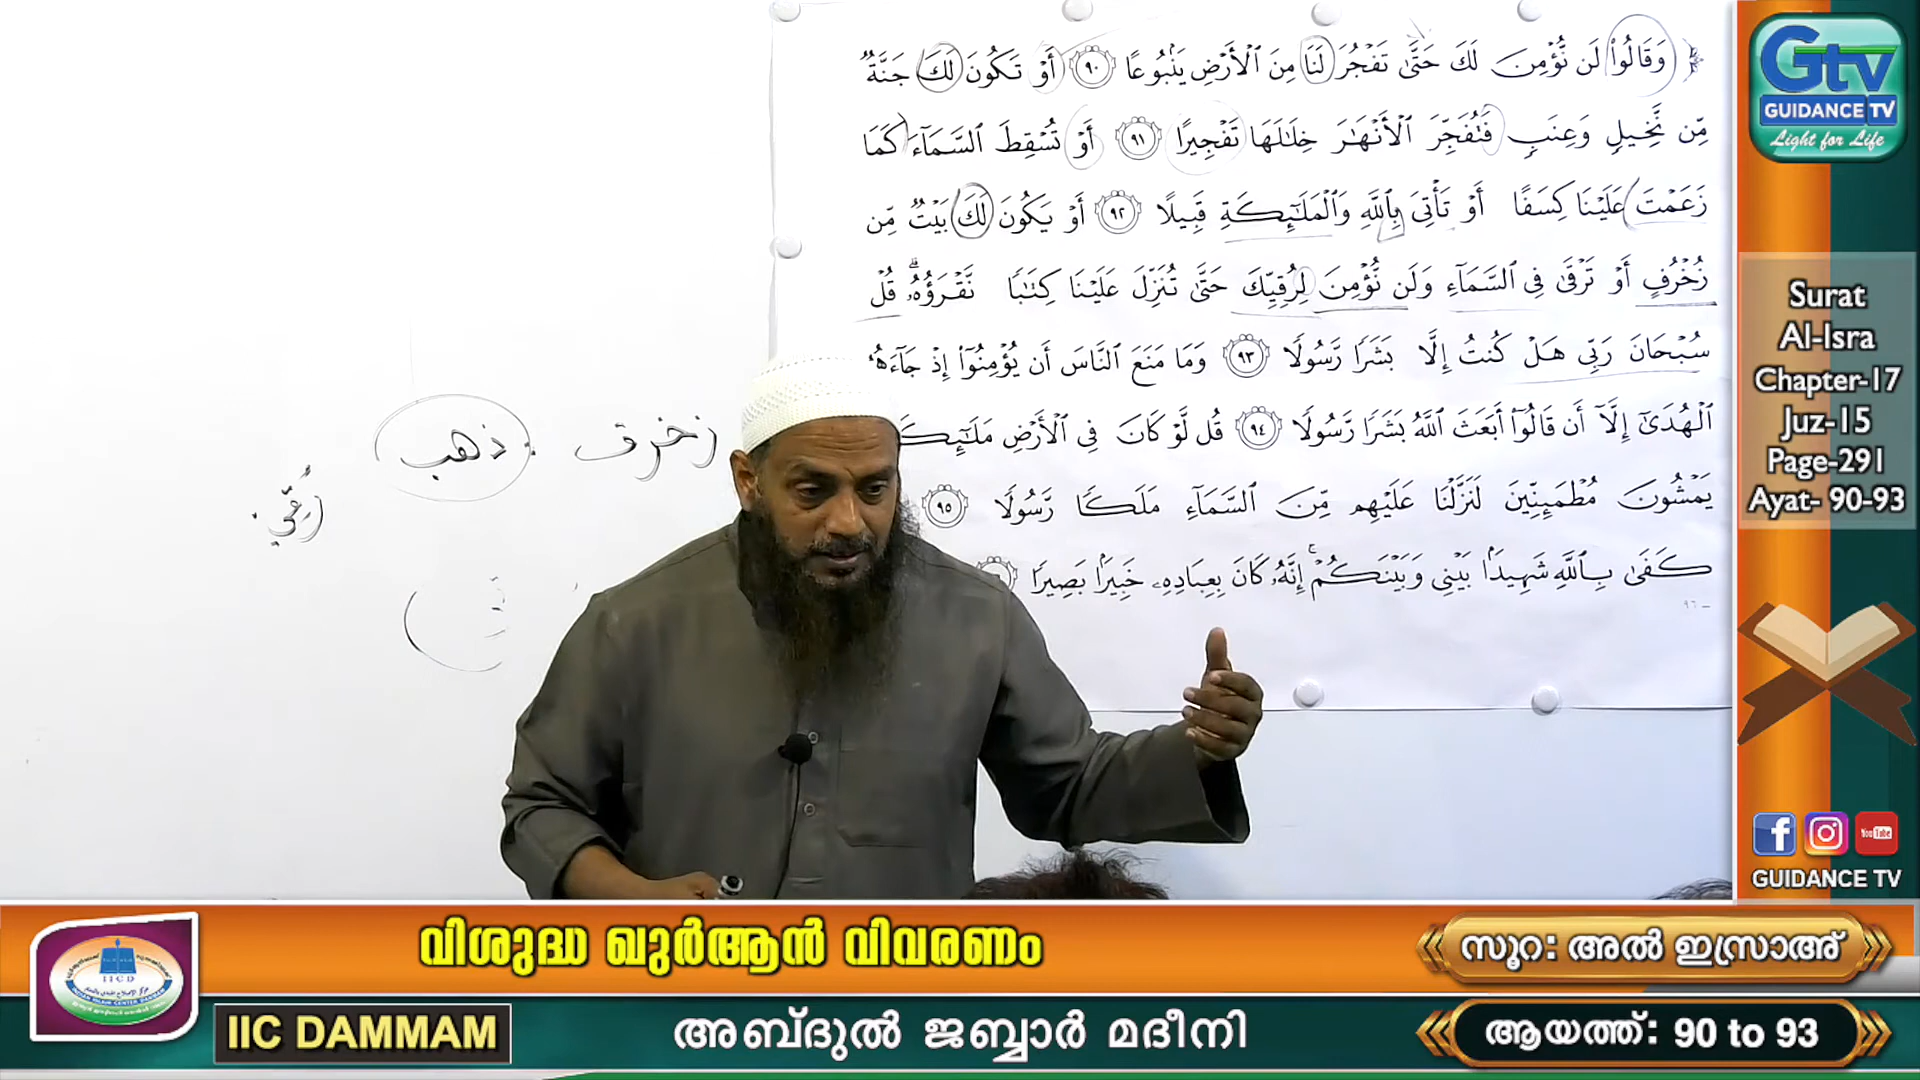 وَقَالُوا۟ لَن نُّؤْمِنَ لَكَ حَتَّىٰ تَفْجُرَ لَنَا مِنَ ٱلْأَرْضِ يَنۢبُوعًا ٩٠ أَوْ تَكُونَ لَكَ جَنَّةٌ
مِّن نَّخِيلٍ وَعِنَبٍ فَتُفَجِّرَ ٱلْأَنْهَـٰرَ خِلَـٰلَهَا تَفْجِيرًا ٩١ أَوْ تُسْقِطَ ٱلسَّمَآءَ كَمَا
زَعَمْتَ عَلَيْنَا كِسَفًا أَوْ تَأْتِىَ بِٱللَّهِ وَٱلْمَلَـٰٓئِكَةِ قَبِيلًا ٩٢ أَوْ يَكُونَ لَكَ بَيْتٌ مِّن
زُخْرُفٍ أَوْ تَرْقَىٰ فِى ٱلسَّمَآءِ وَلَن نُّؤْمِنَ لِرُقِيِّكَ حَتَّىٰ تُنَزِّلَ عَلَيْنَا كِتَـٰبًا نَّقْرَؤُهُۥ ۗ قُلْ
سُبْحَانَ رَبِّى هَلْ كُنتُ إِلَّا بَشَرًا رَّسُولًا ٩٣ وَمَا مَنَعَ ٱلنَّاسَ أَن يُؤْمِنُوٓا۟ إِذْ جَآءَهُ
ٱلْهُدَىٰٓ إِلَّآ أَن قَالُوٓا۟ أَبَعَثَ ٱللَّهُ بَشَرًا رَّسُولًا ٩٤ قُل لَّوْ كَانَ فِى ٱلْأَرْضِ مَلَـٰٓئِكَ
يَمْشُونَ مُطْمَئِنِّينَ لَنَزَّلْنَا عَلَيْهِم مِّنَ ٱلسَّمَآءِ مَلَكًا رَّسُولًا ٩٥
كَفَىٰ بِٱللَّهِ شَهِيدًۢا بَيْنِى وَبَيْنَكُمْ ۚ إِنَّهُۥ كَانَ بِعِبَادِهِۦ خَبِيرًۢا بَصِيرًا
٩٦
زخرف : ذهب
رُقِيّ
Gtv
GUIDANCE TV
Light for Life
Surat
Al-Isra
Chapter-17
Juz-15
Page-291
Ayat- 90-93
YouTube
GUIDANCE TV
വിശുദ്ധ ഖുർആൻ വിവരണം
സൂറ: അൽ ഇസ്രാഅ്
IICD
IIC DAMMAM
അബ്ദുൽ ജബ്ബാർ മദീനി
ആയത്ത്: 90 to 93